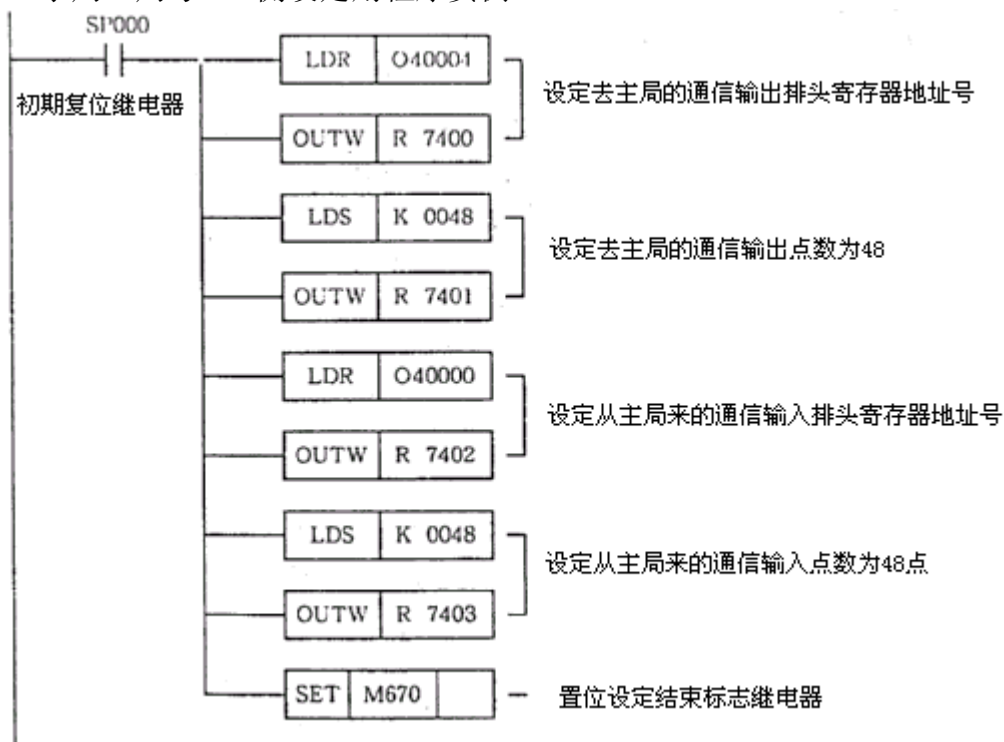 SP000
初期复位继电器
LDR O40004
设定去主局的通信输出排头寄存器地址号
OUTW R 7400
LDS K 0048
设定去主局的通信输出点数为48
OUTW R 7401
LDR O40000
设定从主局来的通信输入排头寄存器地址号
OUTW R 7402
LDS K 0048
设定从主局来的通信输入点数为48点
OUTW R 7403
SET M670 置位设定结束标志继电器